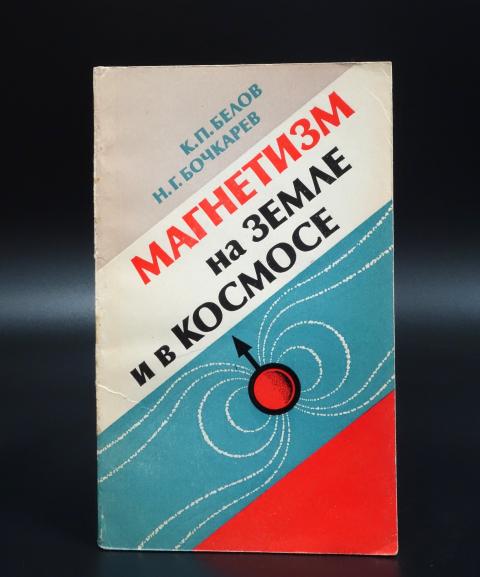 К.П.БЕЛОВ
Н.Г.БОЧКАРЕВ
МАГНЕТИЗМ
на ЗЕМЛЕ
и в КОСМОСЕ